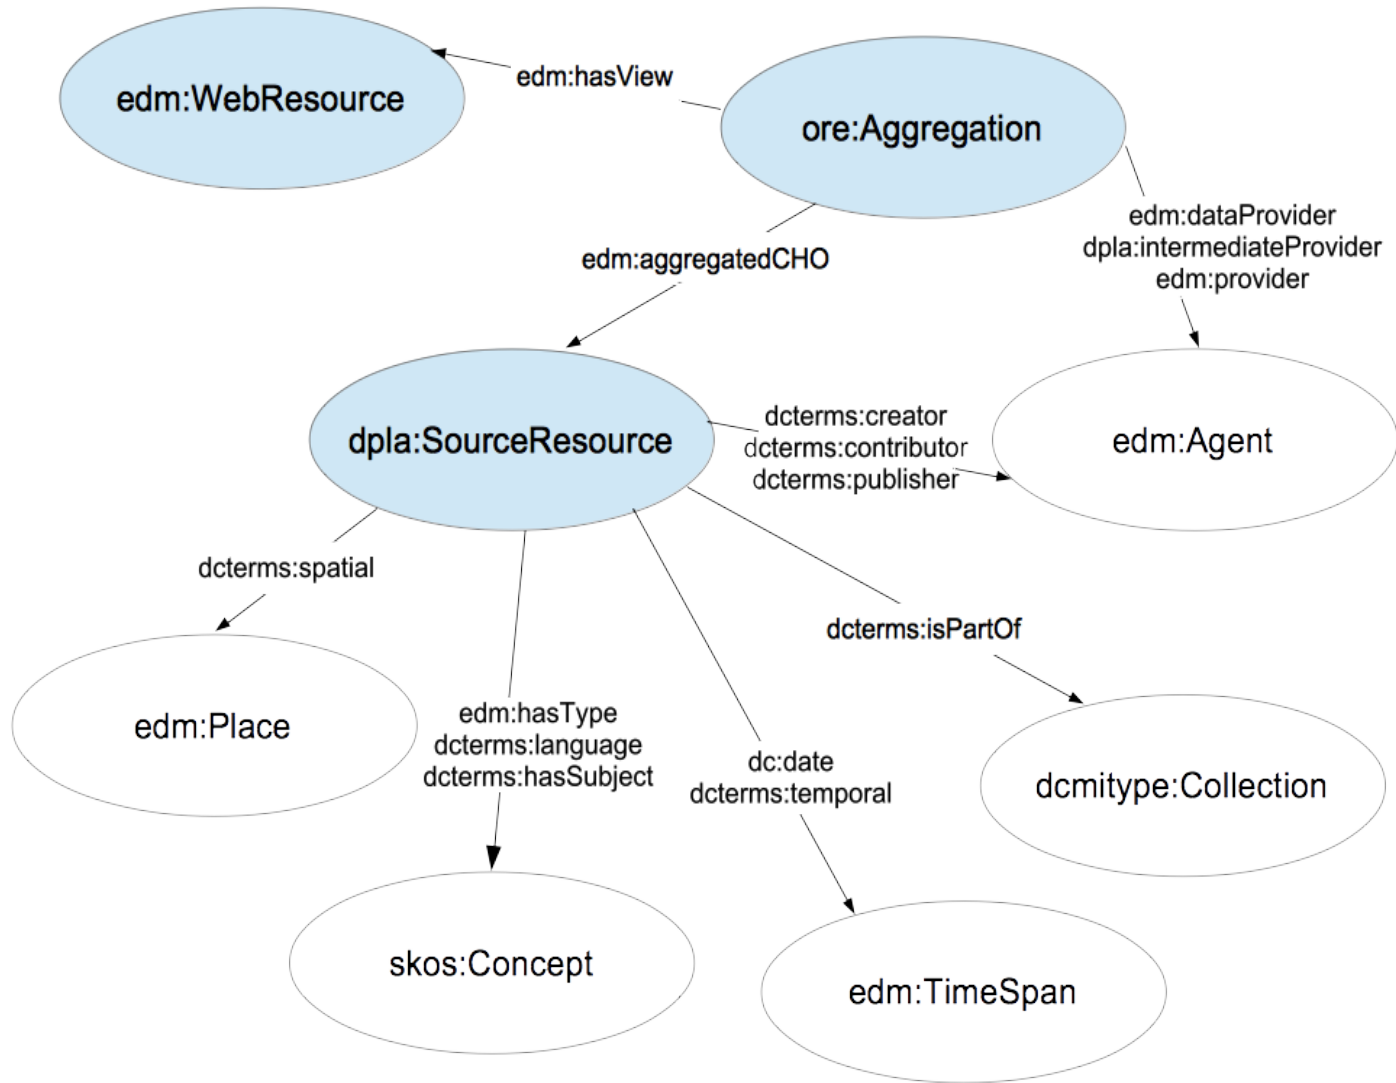 edm:hasView
edm:WebResource
ore:Aggregation
edm:dataProvider
dpla:intermediateProvider
edm:provider
edm:aggregatedCHO
dpla:SourceResource
dcterms:creator
dcterms:contributor
dcterms:publisher
edm:Agent
dcterms:spatial
dcterms:isPartOf
edm:Place
edm:hasType
dcterms:language
dcterms:hasSubject
dc:date
dcterms:temporal
dcmitype:Collection
skos:Concept
edm:TimeSpan